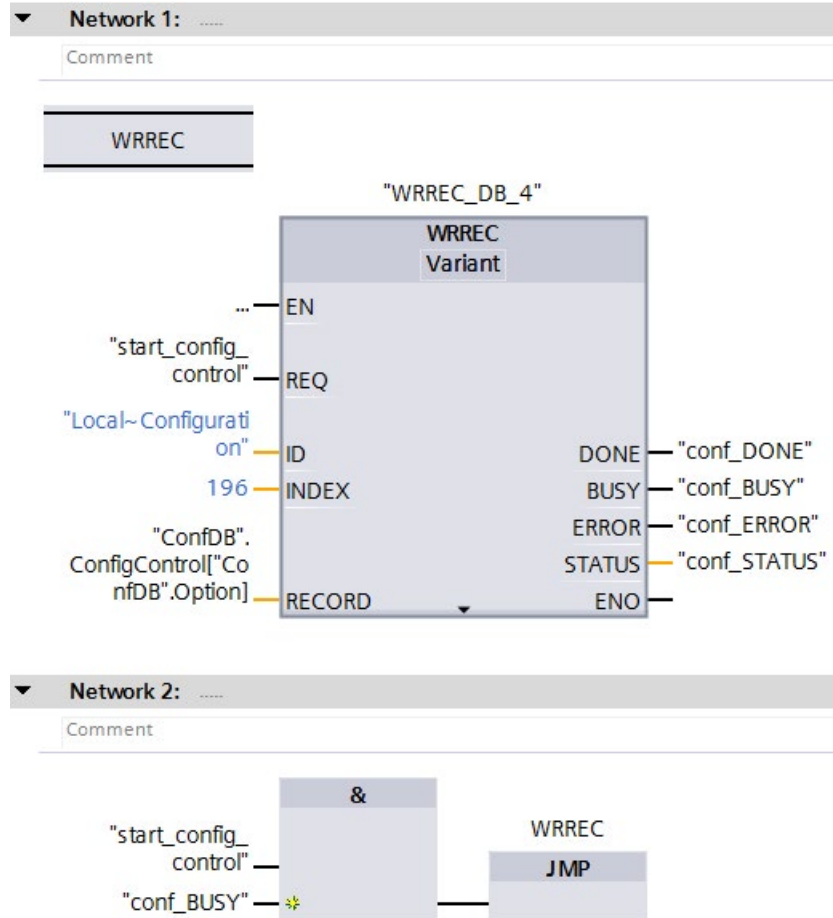 Network 1: .....
Comment
WRREC
"WRREC_DB_4"
WRREC
Variant
... EN
"start_config_
control" REQ
"Local~Configurati
on" ID DONE "conf_DONE"
196 INDEX BUSY "conf_BUSY"
ERROR "conf_ERROR"
"ConfDB".
ConfigControl["Co STATUS "conf_STATUS"
nfDB".Option] RECORD ENO
Network 2: .....
Comment
&
"start_config_ WRREC
control" JMP
"conf_BUSY"